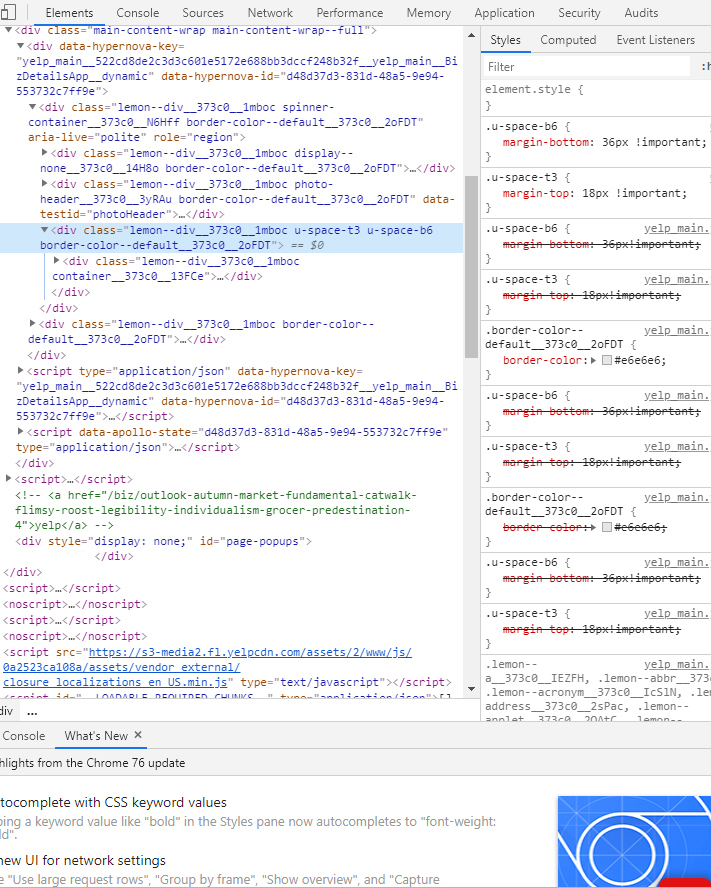 Elements Console Sources Network Performance Memory Application Security Audits
<div class="main-content-wrap main-content-wrap--full">
<div data-hypernova-key=
"yelp_main__522cd8de2c3d3c601e5172e688bb3dccf248b32f__yelp_main__Bi
zDetailsApp__dynamic" data-hypernova-id="d48d37d3-831d-48a5-9e94-
553732c7ff9e">
<div class="lemon--div__373c0__1mboc spinner-
container__373c0__N6Hff border-color--default__373c0__2oFDT"
aria-live="polite" role="region">
<div class="lemon--div__373c0__1mboc display--
none__373c0__14H8o border-color--default__373c0__2oFDT">…</div>
<div class="lemon--div__373c0__1mboc photo-
header__373c0__3yRAu border-color--default__373c0__2oFDT" data-
testid="photoHeader">…</div>
<div class="lemon--div__373c0__1mboc u-space-t3 u-space-b6
border-color--default__373c0__2oFDT"> == $0
<div class="lemon--div__373c0__1mboc
container__373c0__13FCe">…</div>
</div>
</div>
<div class="lemon--div__373c0__1mboc border-color--
default__373c0__2oFDT">…</div>
</div>
<script type="application/json" data-hypernova-key=
"yelp_main__522cd8de2c3d3c601e5172e688bb3dccf248b32f__yelp_main__Bi
zDetailsApp__dynamic" data-hypernova-id="d48d37d3-831d-48a5-9e94-
553732c7ff9e">…</script>
<script data-apollo-state="d48d37d3-831d-48a5-9e94-553732c7ff9e"
type="application/json">…</script>
</div>
<script>…</script>
<!-- <a href="/biz/outlook-autumn-market-fundamental-catwalk-
flimsy-roost-legibility-individualism-grocer-predestination-
4">yelp</a> -->
<div style="display: none;" id="page-popups">
</div>
</div>
<script>…</script>
<noscript>…</noscript>
<script>…</script>
<noscript>…</noscript>
<script src="https://s3-media2.fl.yelpcdn.com/assets/2/www/js/
0a2523ca108a/assets/vendor_external/
closure_localizations_en_US.min.js" type="text/javascript"></script>
<script id="__LOADABLE_REQUIRED_CHUNKS__" type="application/json">[]
div ...
Styles Computed Event Listeners
Filter :h
element.style {
}
.u-space-b6 {
margin-bottom: 36px !important;
}
.u-space-t3 {
margin-top: 18px !important;
}
.u-space-b6 { yelp_main.
margin-bottom: 36px!important;
}
.u-space-t3 { yelp_main.
margin-top: 18px!important;
}
.border-color-- yelp_main.
default__373c0__2oFDT {
border-color: #e6e6e6;
}
.u-space-b6 { yelp_main.
margin-bottom: 36px!important;
}
.u-space-t3 { yelp_main.
margin-top: 18px!important;
}
.border-color-- yelp_main.
default__373c0__2oFDT {
border-color: #e6e6e6;
}
.u-space-b6 { yelp_main.
margin-bottom: 36px!important;
}
.u-space-t3 { yelp_main.
margin-top: 18px!important;
}
.lemon-- yelp_main.
a__373c0__IEZFH, .lemon--abbr__373c
.lemon--acronym__373c0__IcSlN, .lem
address__373c0__2sPac, .lemon--
applet__373c0__2OAtC, .lemon--
Console What's New ×
hlights from the Chrome 76 update
tocomplete with CSS keyword values
ping a keyword value like "bold" in the Styles pane now autocompletes to "font-weight:
ld".
new UI for network settings
e "Use large request rows", "Group by frame", "Show overview", and "Capture